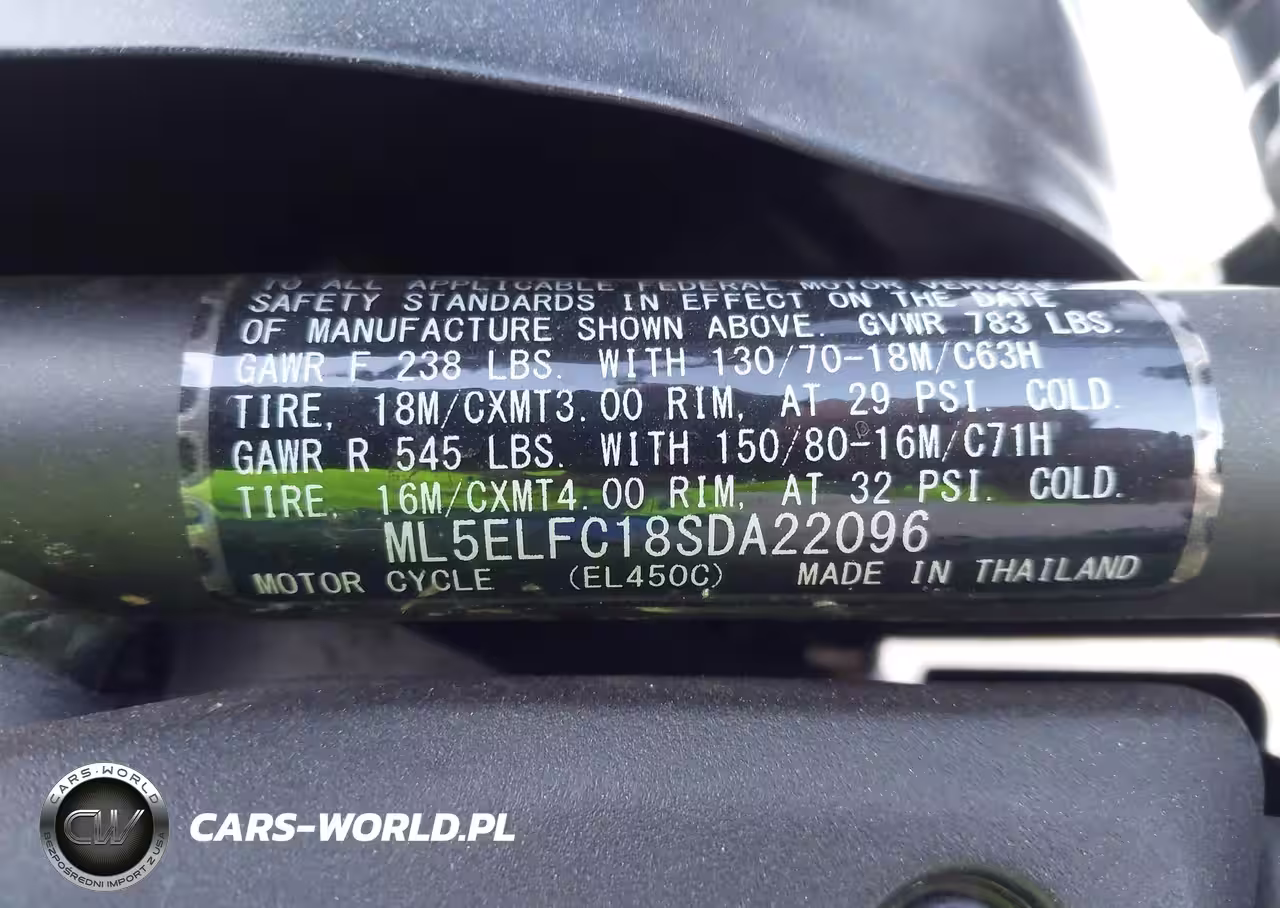 TO ALL APPLICABLE FEDERAL MOTOR VEHICLE
SAFETY STANDARDS IN EFFECT ON THE DATE
OF MANUFACTURE SHOWN ABOVE. GVWR 783 LBS.
GAWR F 238 LBS. WITH 130/70-18M/C63H
TIRE, 18M/CXMT3.00 RIM, AT 29 PSI. COLD.
GAWR R 545 LBS. WITH 150/80-16M/C71H
TIRE, 16M/CXMT4.00 RIM, AT 32 PSI. COLD.
ML5ELFC18SDA22096
MOTOR CYCLE (EL450C) MADE IN THAILAND
CARS-WORLD
CW
BEZPOŚREDNI IMPORT Z USA
CARS-WORLD.PL